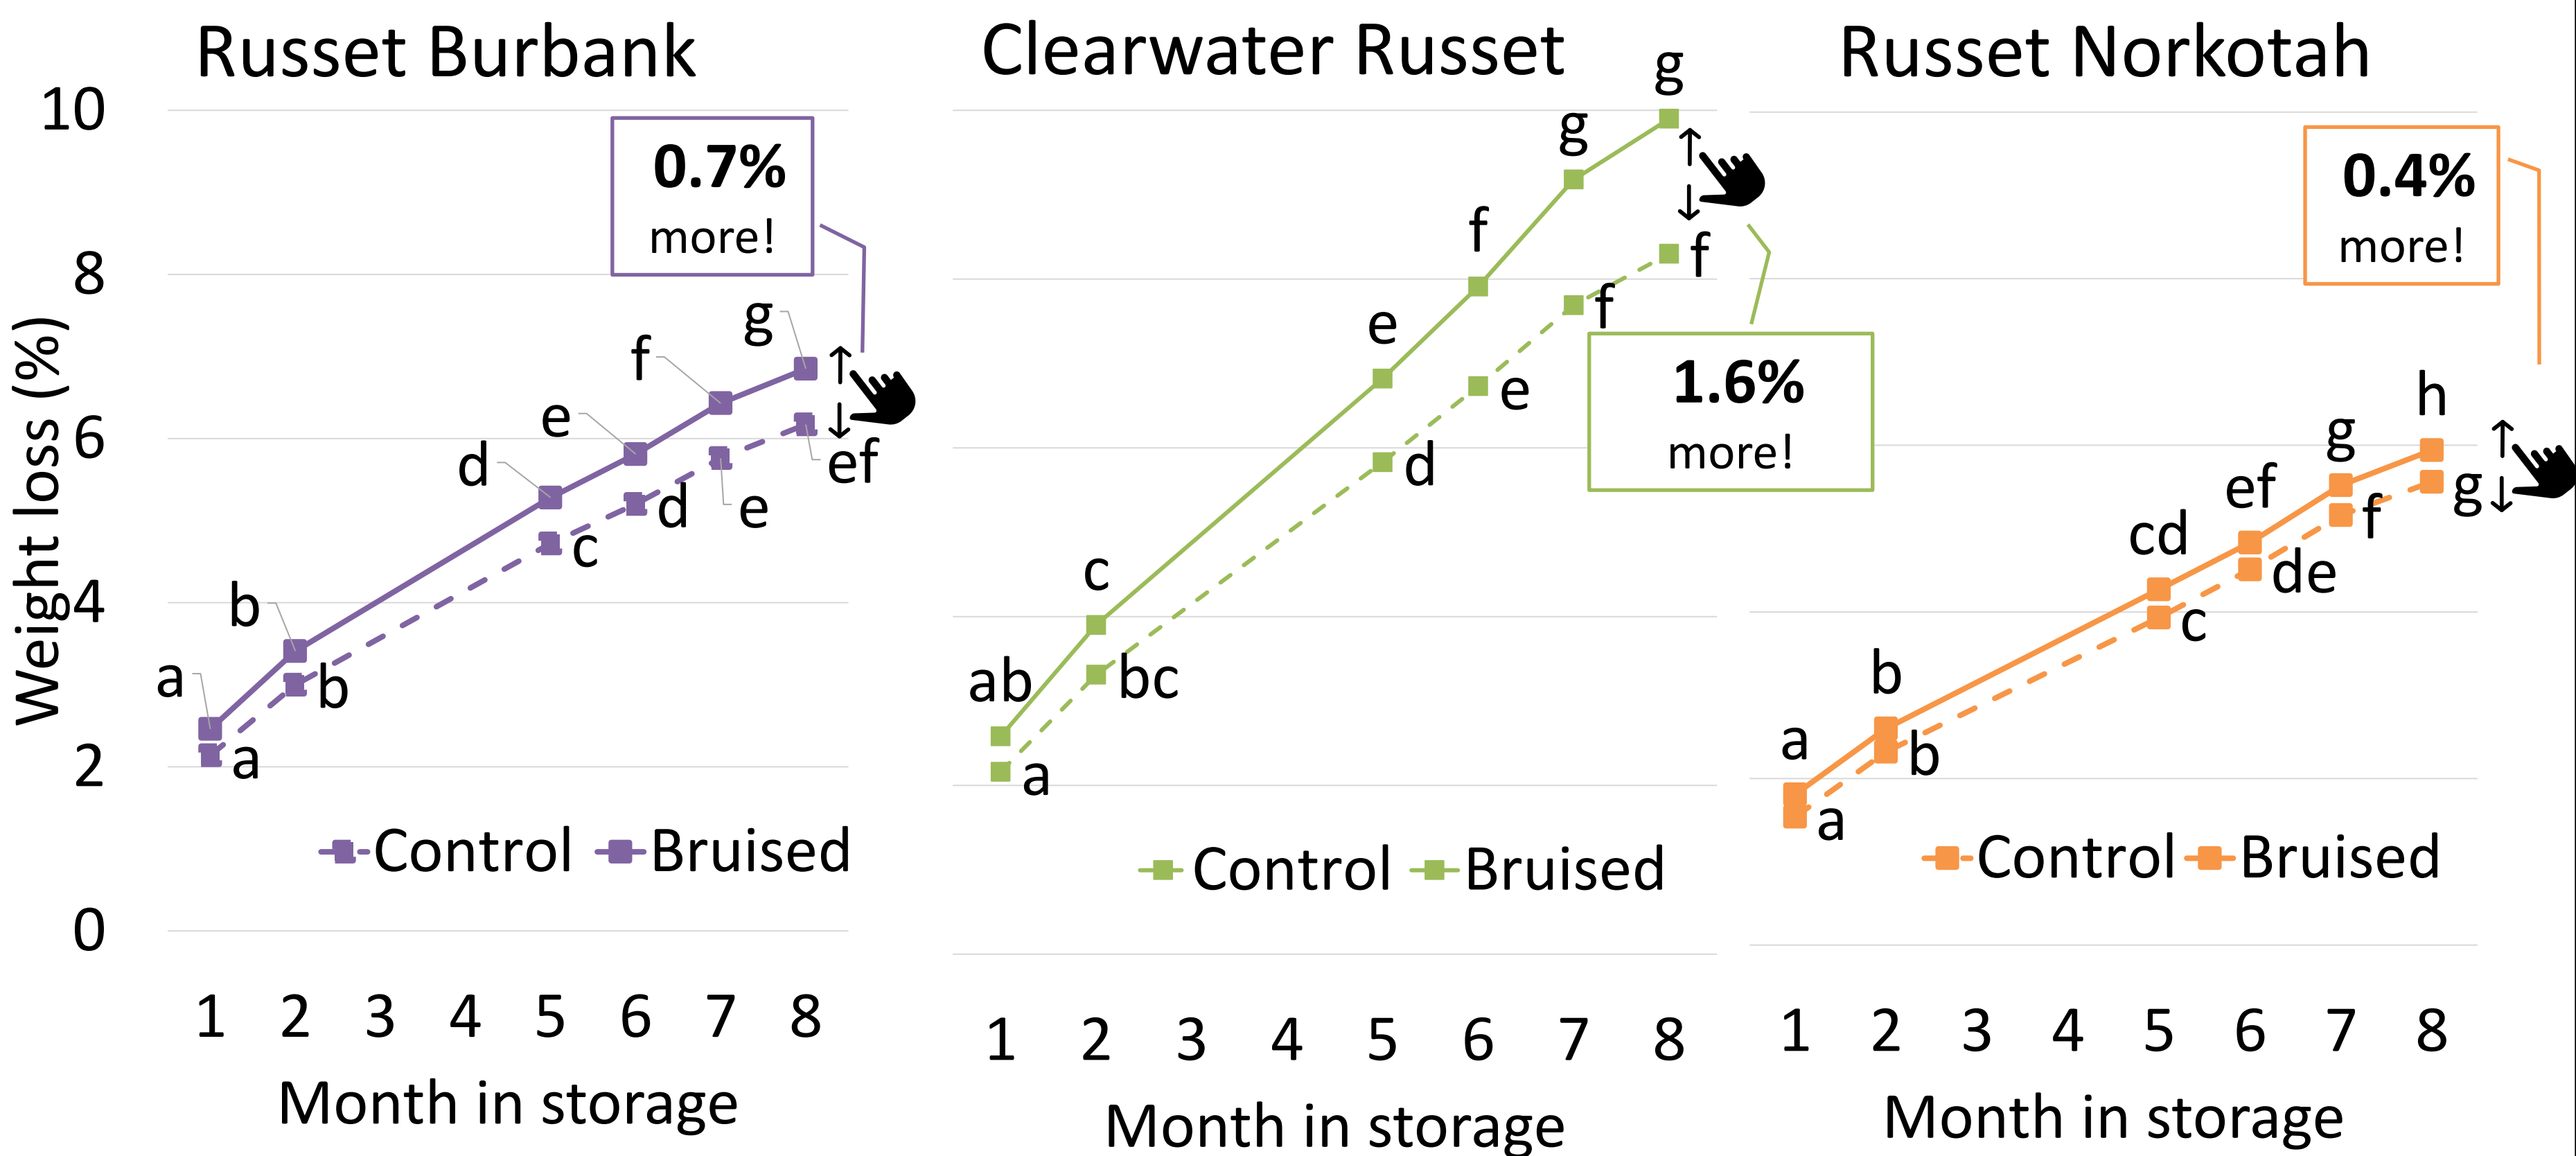 Russet Burbank
10
8
6
4
2
0
Weight loss (%)
0.7%
more!
a
b
d
e
f
g
a
b
c
d
e
ef
Control Bruised
1 2 3 4 5 6 7 8
Month in storage
Clearwater Russet
ab
c
e
f
g
g
a
bc
d
e
f
f
1.6%
more!
Control Bruised
1 2 3 4 5 6 7 8
Month in storage
Russet Norkotah
0.4%
more!
a
b
cd
ef
g
h
a
b
c
de
f
g
Control Bruised
1 2 3 4 5 6 7 8
Month in storage